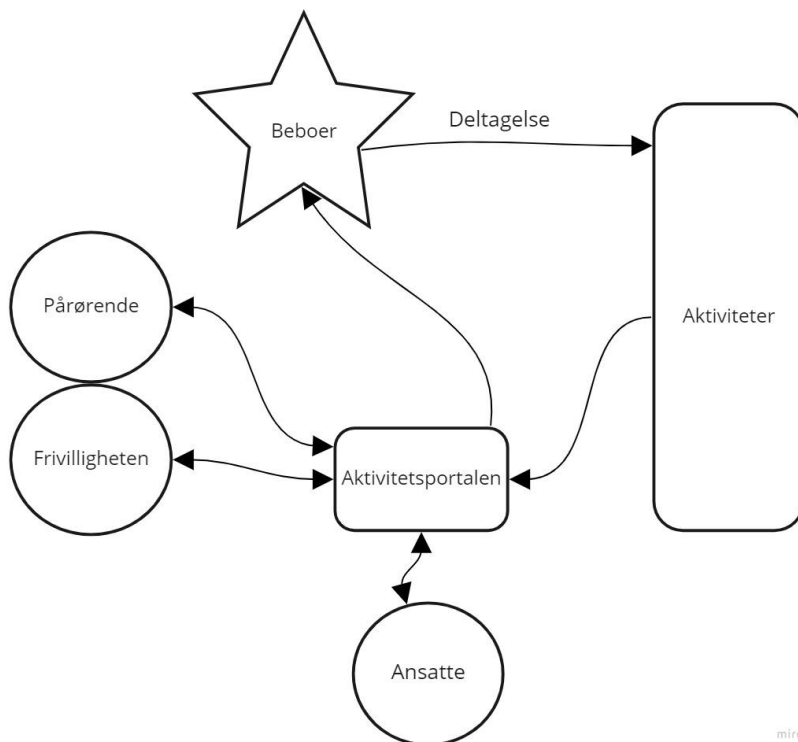 Beboer
Deltagelse
Pårørende
Aktiviteter
Frivilligheten
Aktivitetsportalen
Ansatte